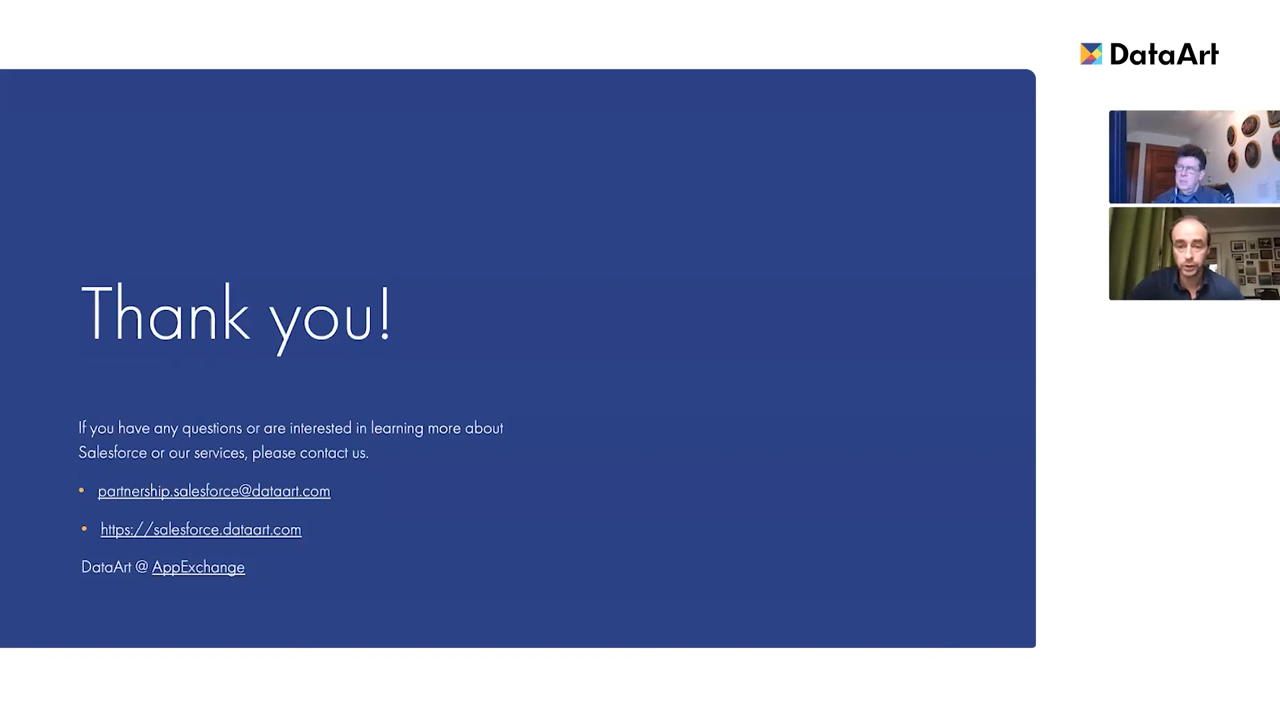 DataArt
Thank you!
If you have any questions or are interested in learning more about
Salesforce or our services, please contact us.
• partnership.salesforce@dataart.com
• https://salesforce.dataart.com
DataArt @ AppExchange